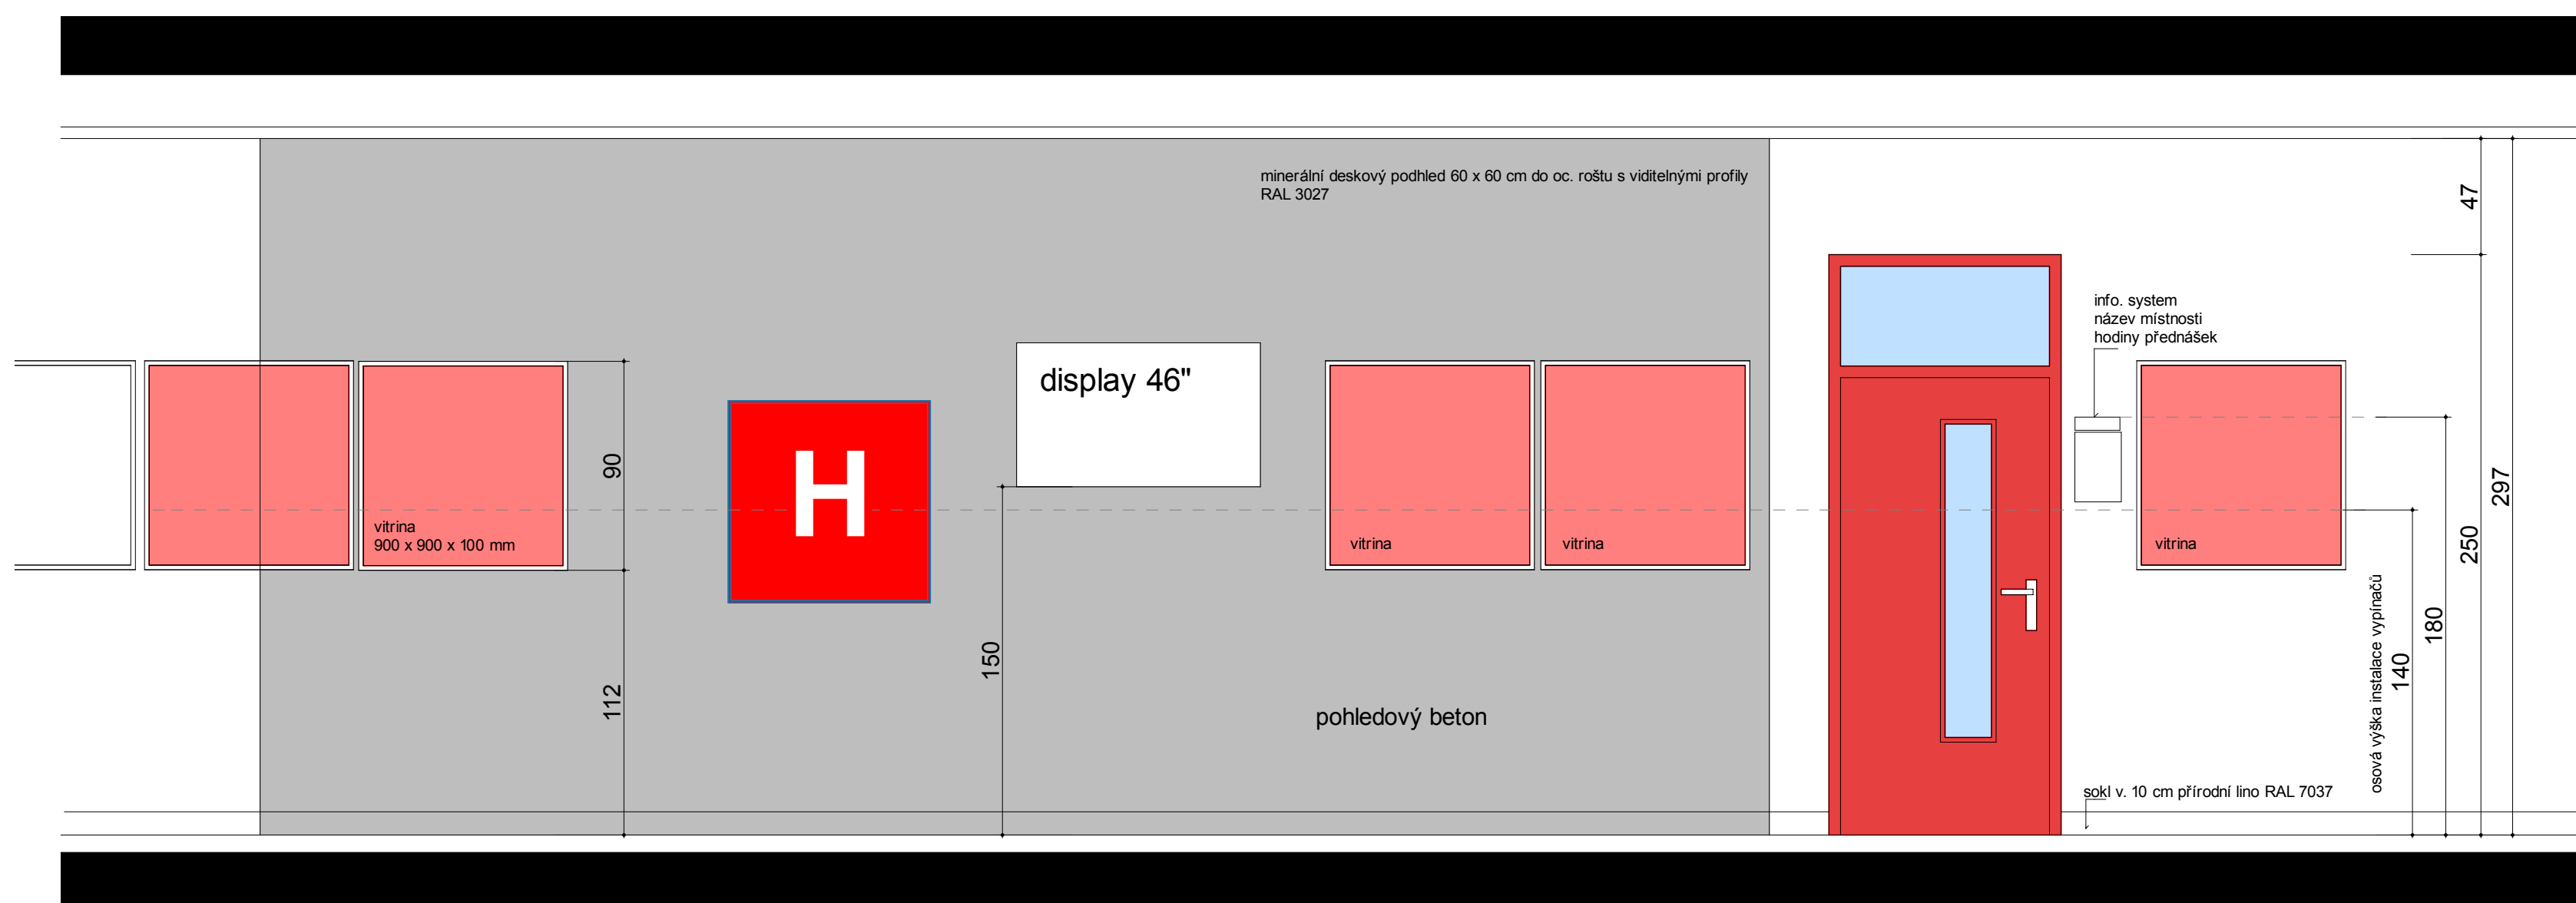 minerální deskový podhled 60 x 60 cm do oc. roštu s viditelnými profily
RAL 3027
47
info. system
název místnosti
hodiny přednášek
display 46"
H
90
vitrina
900 x 900 x 100 mm
vitrina
vitrina
vitrina
297
250
180
140
osová výška instalace vypínačů
150
112
pohledový beton
sokl v. 10 cm přírodní lino RAL 7037